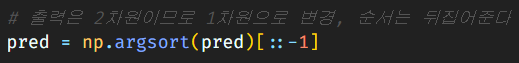 # 출력은 2차원이므로 1차원으로 변경, 순서는 뒤집어준다
pred = np.argsort(pred)[::-1]